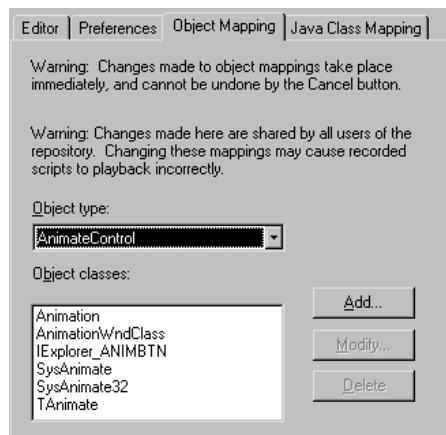 Editor Preferences Object Mapping Java Class Mapping
Warning: Changes made to object mappings take place
immediately, and cannot be undone by the Cancel button.
Warning: Changes made here are shared by all users of the
repository. Changing these mappings may cause recorded
scripts to playback incorrectly.
Object type:
AnimateControl
Object classes:
Animation
AnimationWndClass
IExplorer_ANIMBTN
SysAnimate
SysAnimate32
TAnimate
Add...
Modify...
Delete